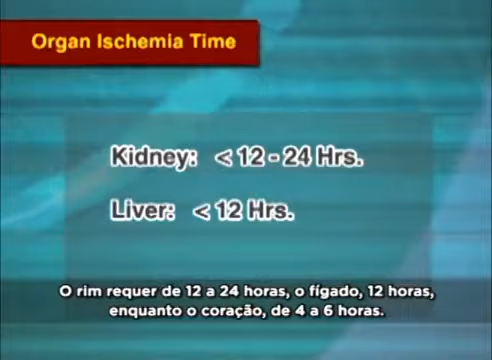 Organ Ischemia Time
Kidney: < 12 - 24 Hrs.
Liver: < 12 Hrs.
O rim requer de 12 a 24 horas, o fígado, 12 horas,
enquanto o coração, de 4 a 6 horas.